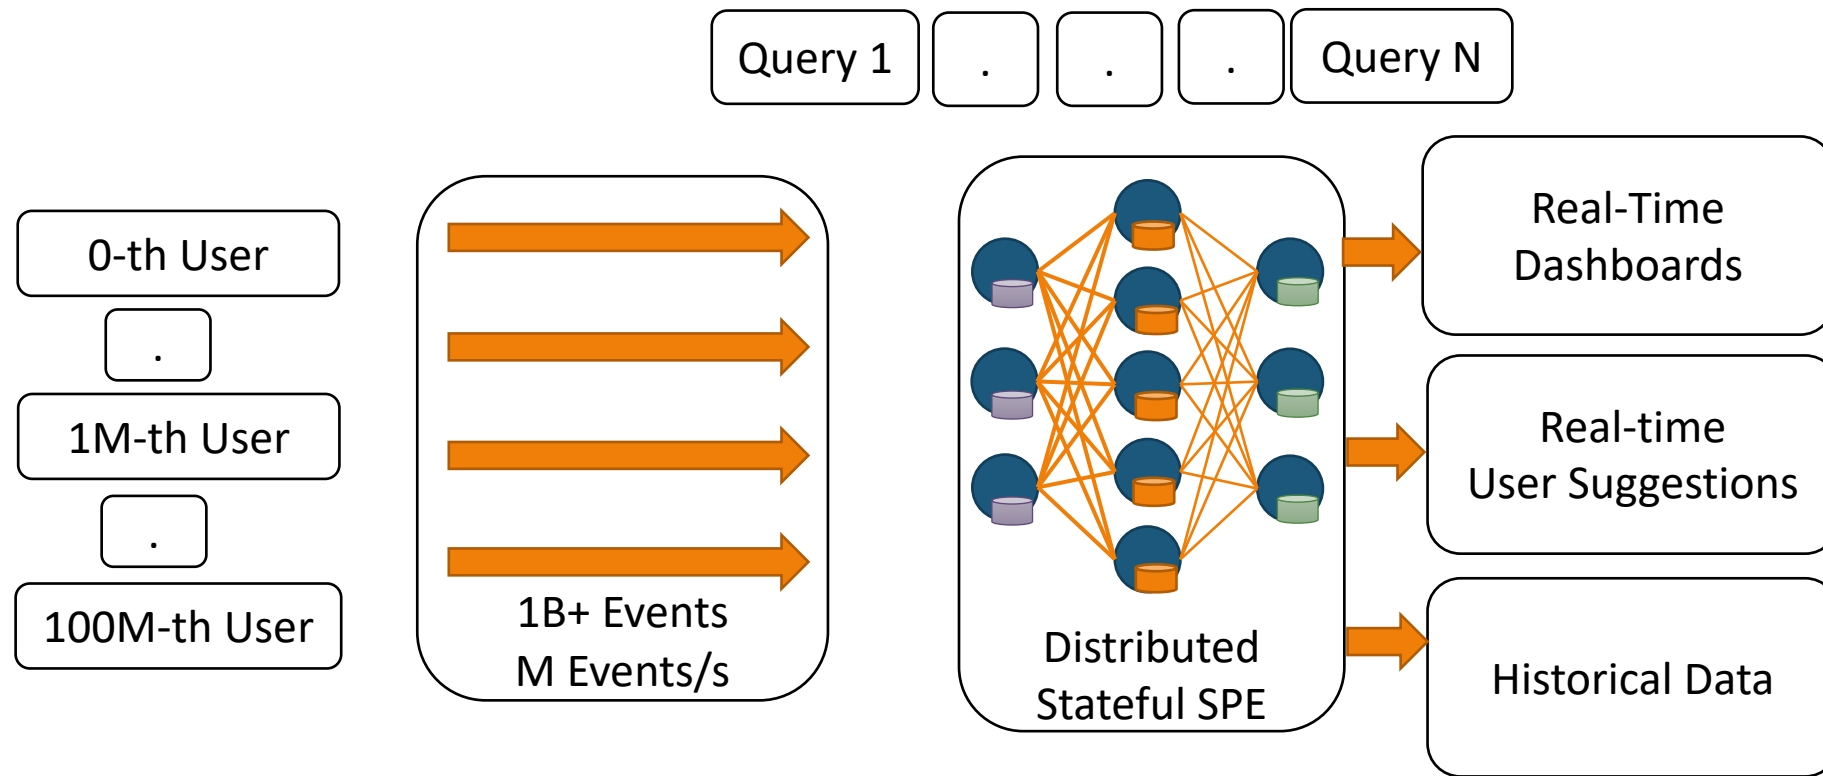 Query 1
.
.
.
Query N
0-th User
.
1M-th User
.
100M-th User
1B+ Events
M Events/s
Distributed
Stateful SPE
Real-Time
Dashboards
Real-time
User Suggestions
Historical Data